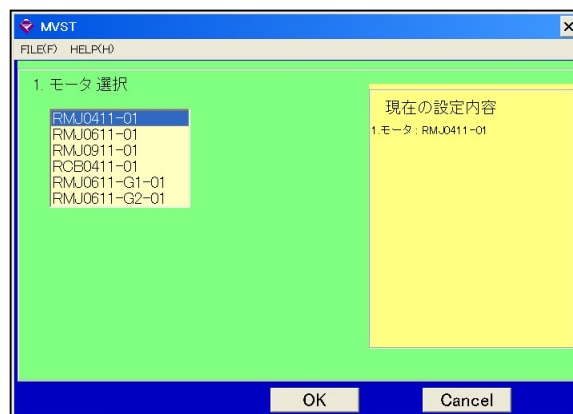 MVST
FILE(F) HELP(H)
1. モータ選択
RMJ0411-01
RMJ0611-01
RMJ0911-01
RCB0411-01
RMJ0611-G1-01
RMJ0611-G2-01
現在の設定内容
1.モータ : RMJ0411-01
OK Cancel